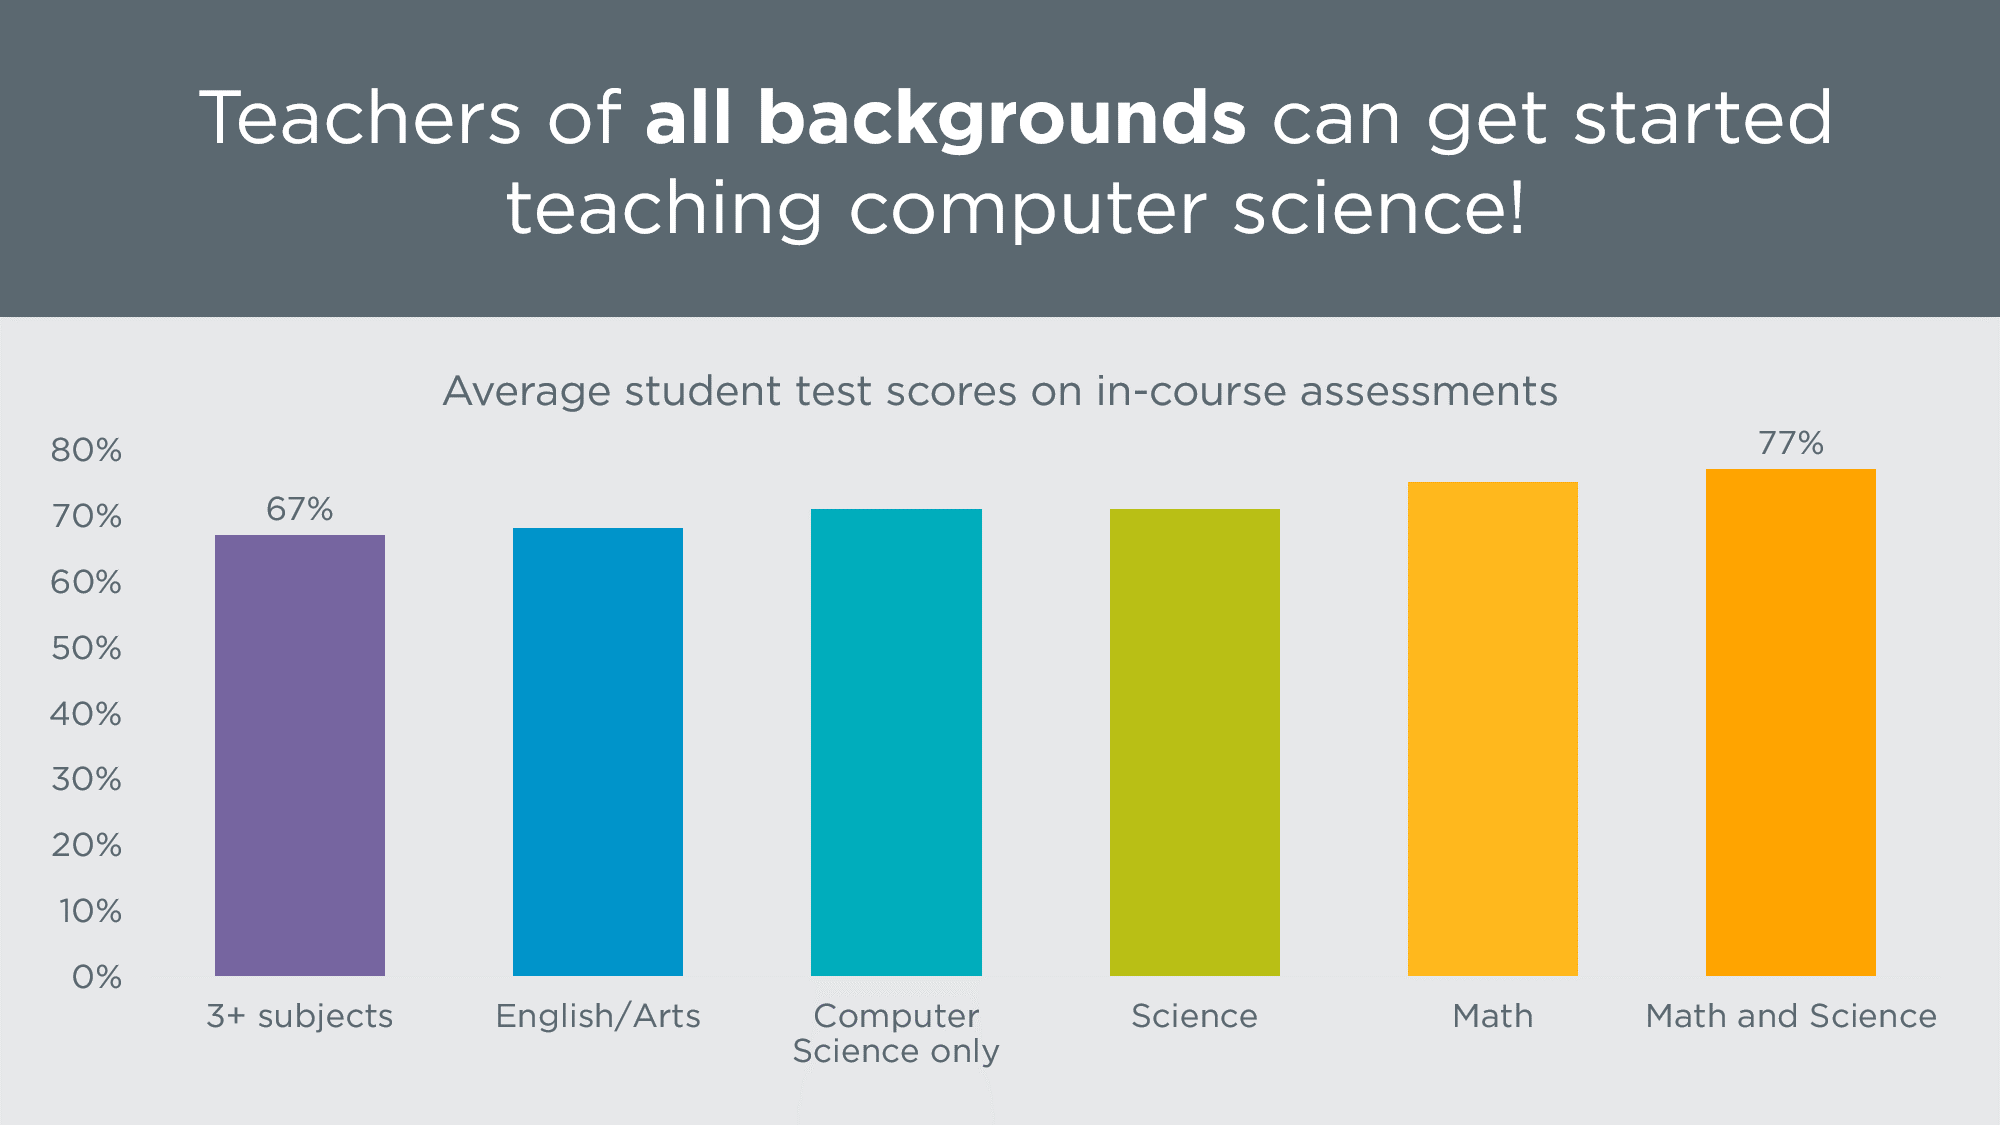 Teachers of all backgrounds can get started
teaching computer science!
Average student test scores on in-course assessments
80%
70%
60%
50%
40%
30%
20%
10%
0%
67%
77%
3+ subjects
English/Arts
Computer
Science only
Science
Math
Math and Science